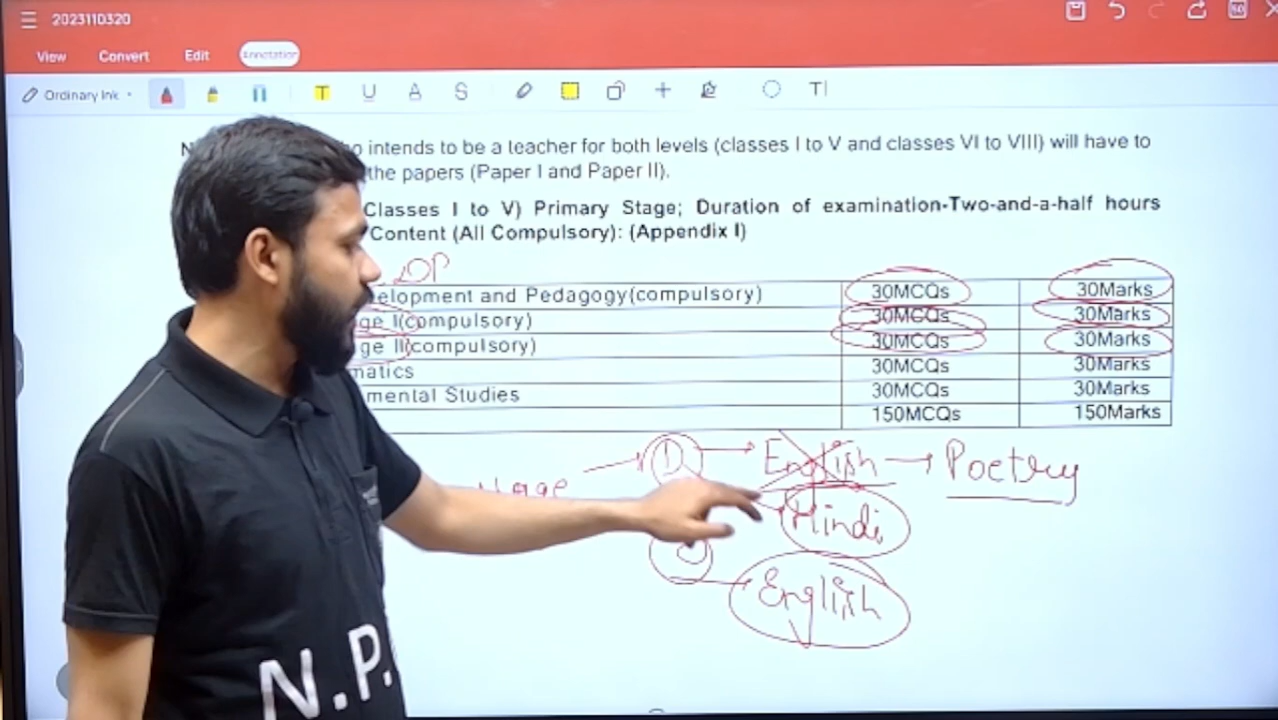 2023110320
View Convert Edit Annotation
Ordinary Ink
T U A S T|
intends to be a teacher for both levels (classes I to V and classes VI to VIII) will have to
the papers (Paper I and Paper II).
Classes I to V) Primary Stage; Duration of examination-Two-and-a-half hours
Content (All Compulsory): (Appendix I)
elopment and Pedagogy(compulsory) 30MCQs 30Marks
ge I(compulsory) 30MCQs 30Marks
ge II(compulsory) 30MCQs 30Marks
matics 30MCQs 30Marks
mental Studies 30MCQs 30Marks
150MCQs 150Marks
1 English Poetry
Hindi
English
N.P.